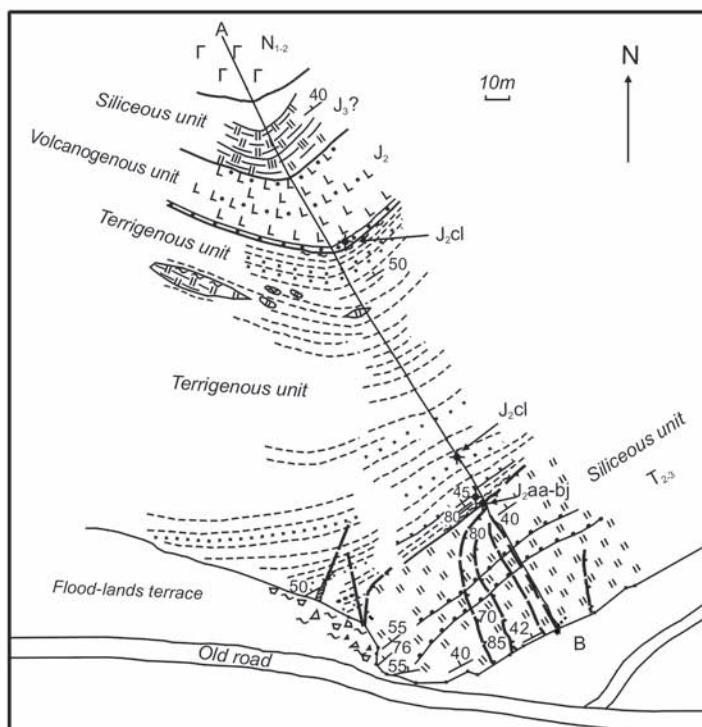 A
N₁₋₂
Γ Γ
Γ Γ
N
10m
40
J₃?
Siliceous unit
Volcanogenous unit
J₂
Terrigenous unit
J₂cl
50
Terrigenous unit
J₂cl
Siliceous unit
T₂₋₃
J₂aa-bj
45
80
40
80
50
Flood-lands terrace
70
55
76
42
85
B
40
55
Old road